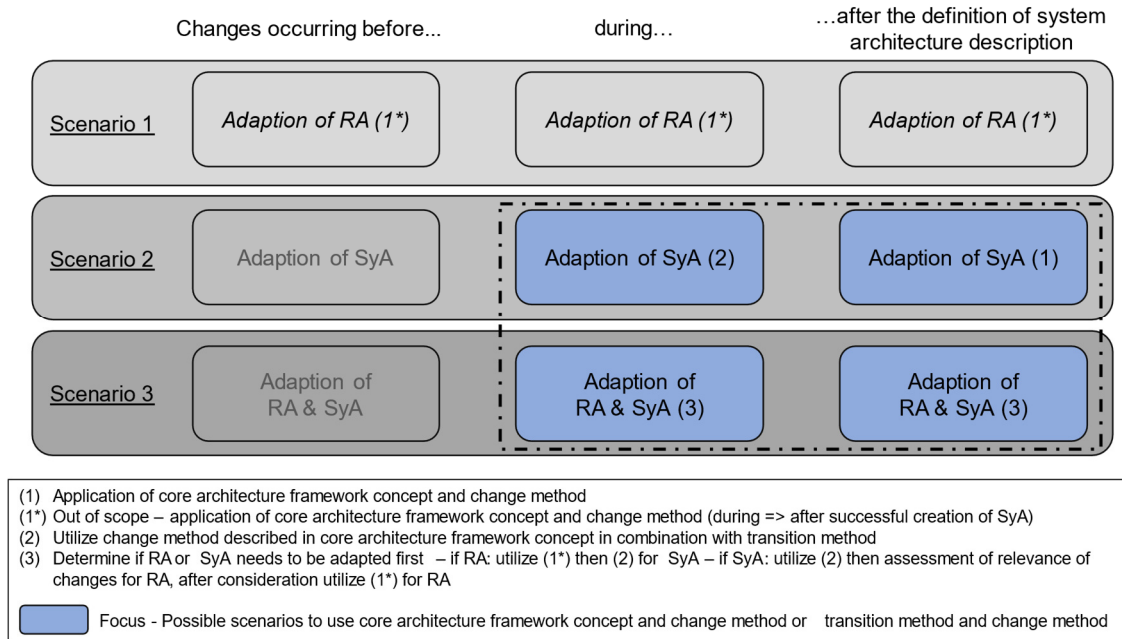 Changes occurring before...
during…
…after the definition of system
architecture description
Scenario 1
Adaption of RA (1*)
Adaption of RA (1*)
Adaption of RA (1*)
Scenario 2
Adaption of SyA
Adaption of SyA (2)
Adaption of SyA (1)
Scenario 3
Adaption of
RA & SyA
Adaption of
RA & SyA (3)
Adaption of
RA & SyA (3)
(1) Application of core architecture framework concept and change method
(1*) Out of scope – application of core architecture framework concept and change method (during => after successful creation of SyA)
(2) Utilize change method described in core architecture framework concept in combination with transition method
(3) Determine if RA or SyA needs to be adapted first – if RA: utilize (1*) then (2) for SyA – if SyA: utilize (2) then assessment of relevance of
changes for RA, after consideration utilize (1*) for RA
Focus - Possible scenarios to use core architecture framework concept and change method or transition method and change method